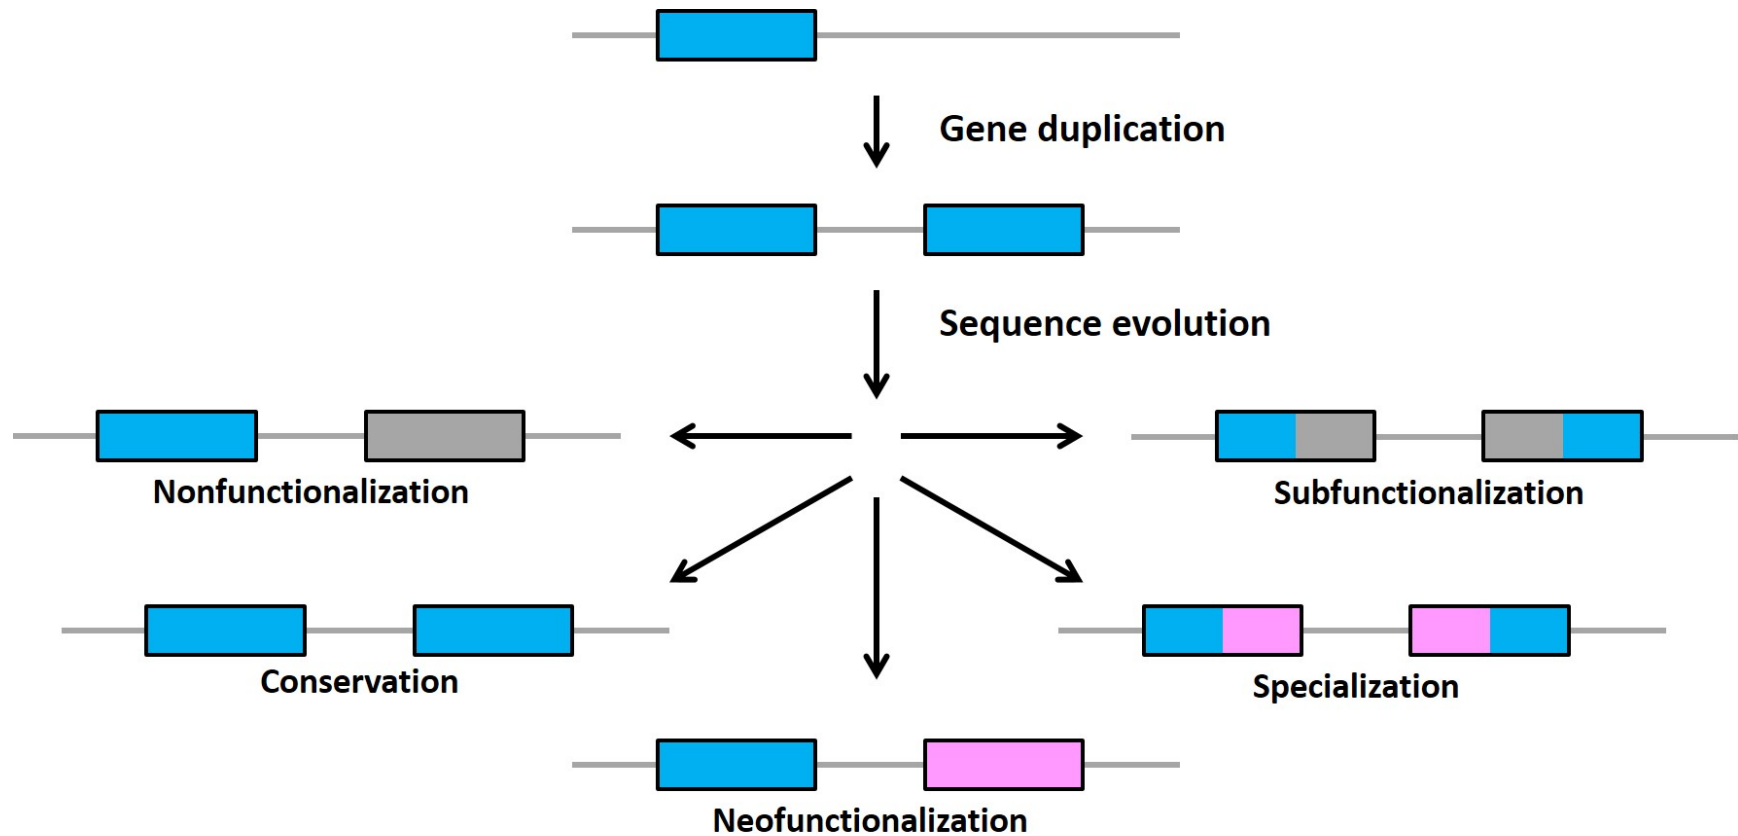 Gene duplication
Sequence evolution
Nonfunctionalization
Subfunctionalization
Conservation
Specialization
Neofunctionalization